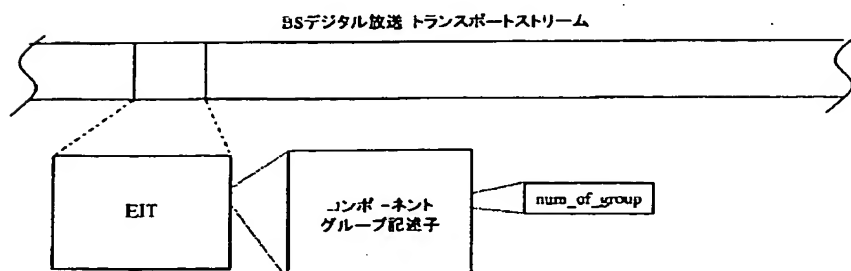 BSデジタル放送 トランスポートストリーム
EIT
コンポーネント
グループ記述子
num_of_group